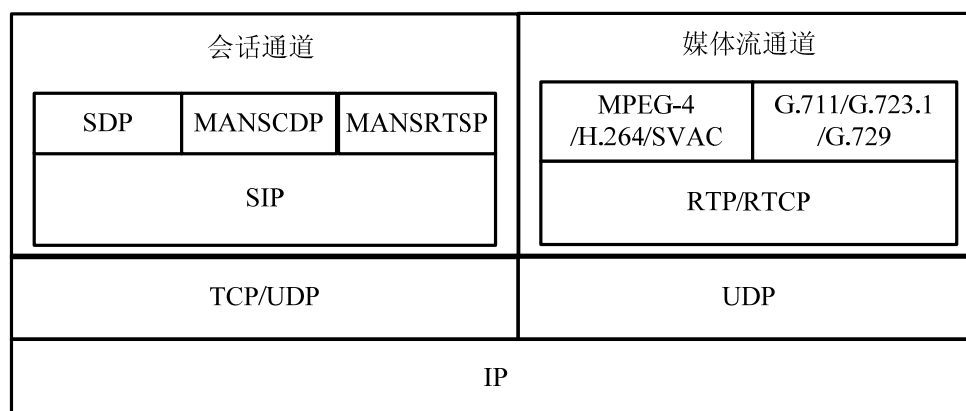 会话通道
媒体流通道
SDP
MANSCDP
MANSRTSP
MPEG-4
/H.264/SVAC
G.711/G.723.1
/G.729
SIP
RTP/RTCP
TCP/UDP
UDP
IP